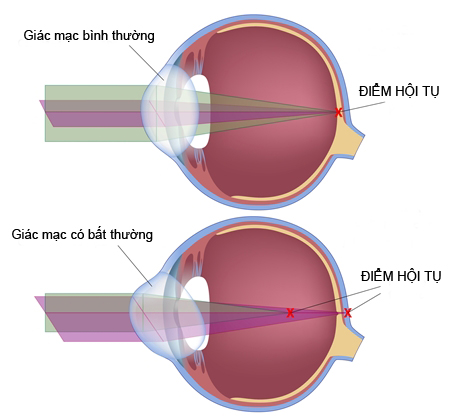 Giác mạc bình thường
ĐIỂM HỘI TỤ
X
Giác mạc có bất thường
ĐIỂM HỘI TỤ
X X